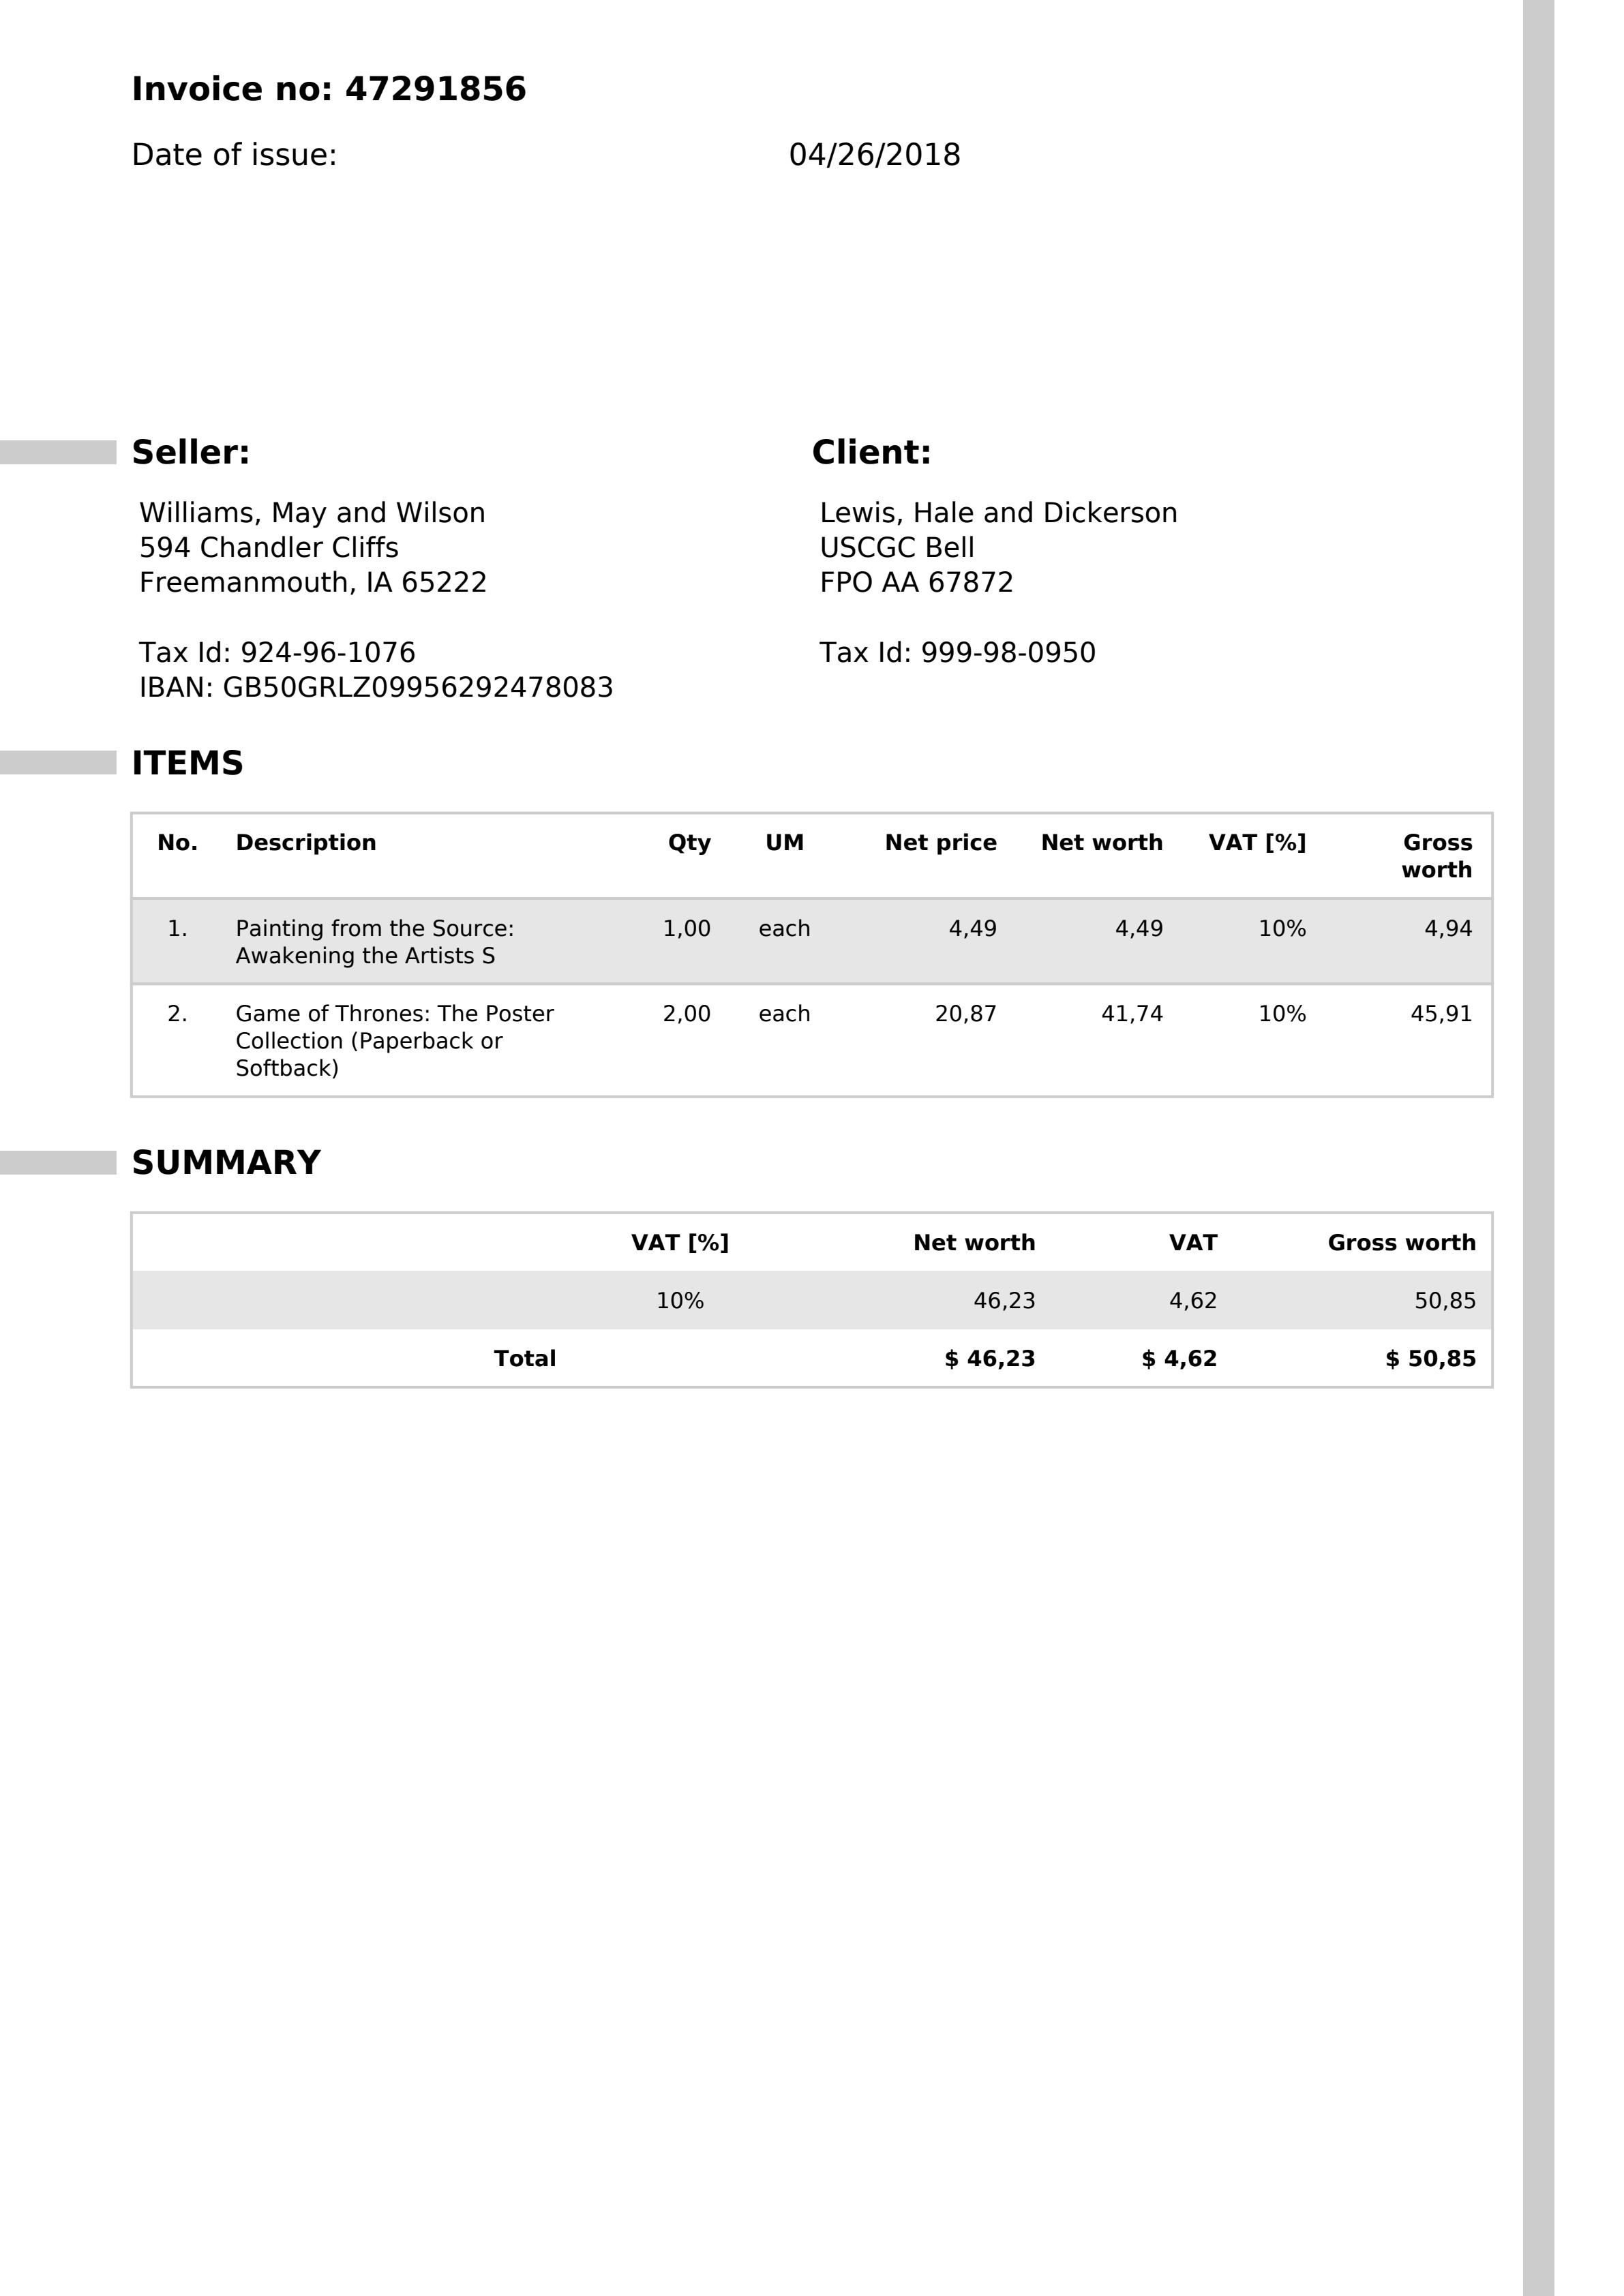 Invoice no: 47291856
Date of issue: 04/26/2018
Seller:
Williams, May and Wilson
594 Chandler Cliffs
Freemanmouth, IA 65222
Tax Id: 924-96-1076
IBAN: GB50GRLZ09956292478083
Client:
Lewis, Hale and Dickerson
USCGC Bell
FPO AA 67872
Tax Id: 999-98-0950
ITEMS
No. Description Qty UM Net price Net worth VAT [%] Gross
worth
1. Painting from the Source: 1,00 each 4,49 4,49 10% 4,94
Awakening the Artists S
2. Game of Thrones: The Poster 2,00 each 20,87 41,74 10% 45,91
Collection (Paperback or
Softback)
SUMMARY
VAT [%] Net worth VAT Gross worth
10% 46,23 4,62 50,85
Total $ 46,23 $ 4,62 $ 50,85